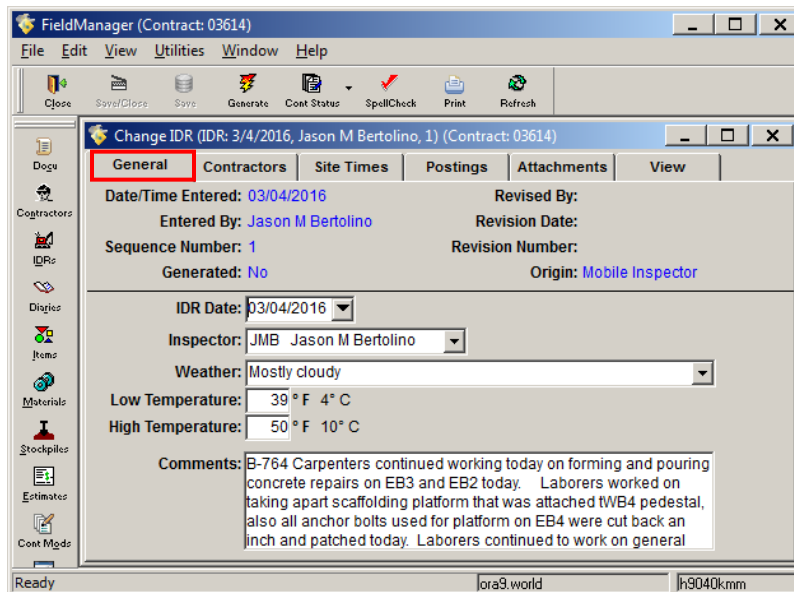 FieldManager (Contract: 03614)
File Edit View Utilities Window Help
Close Save/Close Save Generate Cont Status SpellCheck Print Refresh
Change IDR (IDR: 3/4/2016, Jason M Bertolino, 1) (Contract: 03614)
General Contractors Site Times Postings Attachments View
Docu
Contractors
IDRs
Diaries
Items
Materials
Stockpiles
Estimates
Cont Mods
Date/Time Entered: 03/04/2016 Revised By:
Entered By: Jason M Bertolino Revision Date:
Sequence Number: 1 Revision Number:
Generated: No Origin: Mobile Inspector
IDR Date: 03/04/2016
Inspector: JMB Jason M Bertolino
Weather: Mostly cloudy
Low Temperature: 39 ° F 4° C
High Temperature: 50 ° F 10° C
Comments: B-764 Carpenters continued working today on forming and pouring
concrete repairs on EB3 and EB2 today. Laborers worked on
taking apart scaffolding platform that was attached tWB4 pedestal,
also all anchor bolts used for platform on EB4 were cut back an
inch and patched today. Laborers continued to work on general
Ready ora9.world h9040kmm